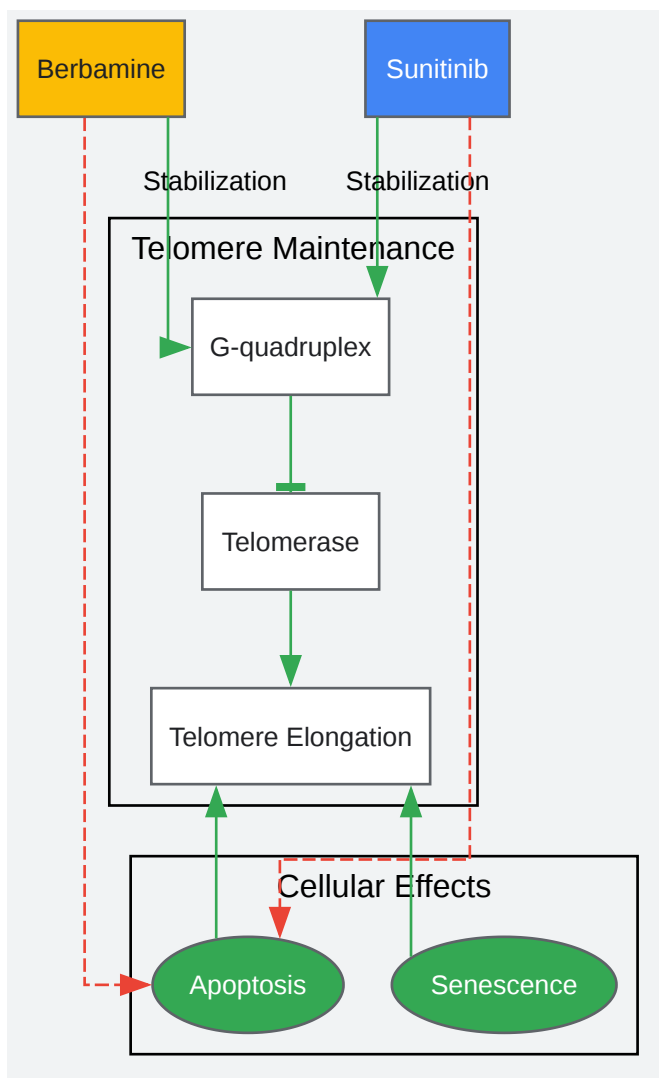 Berbamine
Sunitinib
Stabilization
Stabilization
Telomere Maintenance
G-quadruplex
Telomerase
Telomere Elongation
Cellular Effects
Apoptosis
Senescence